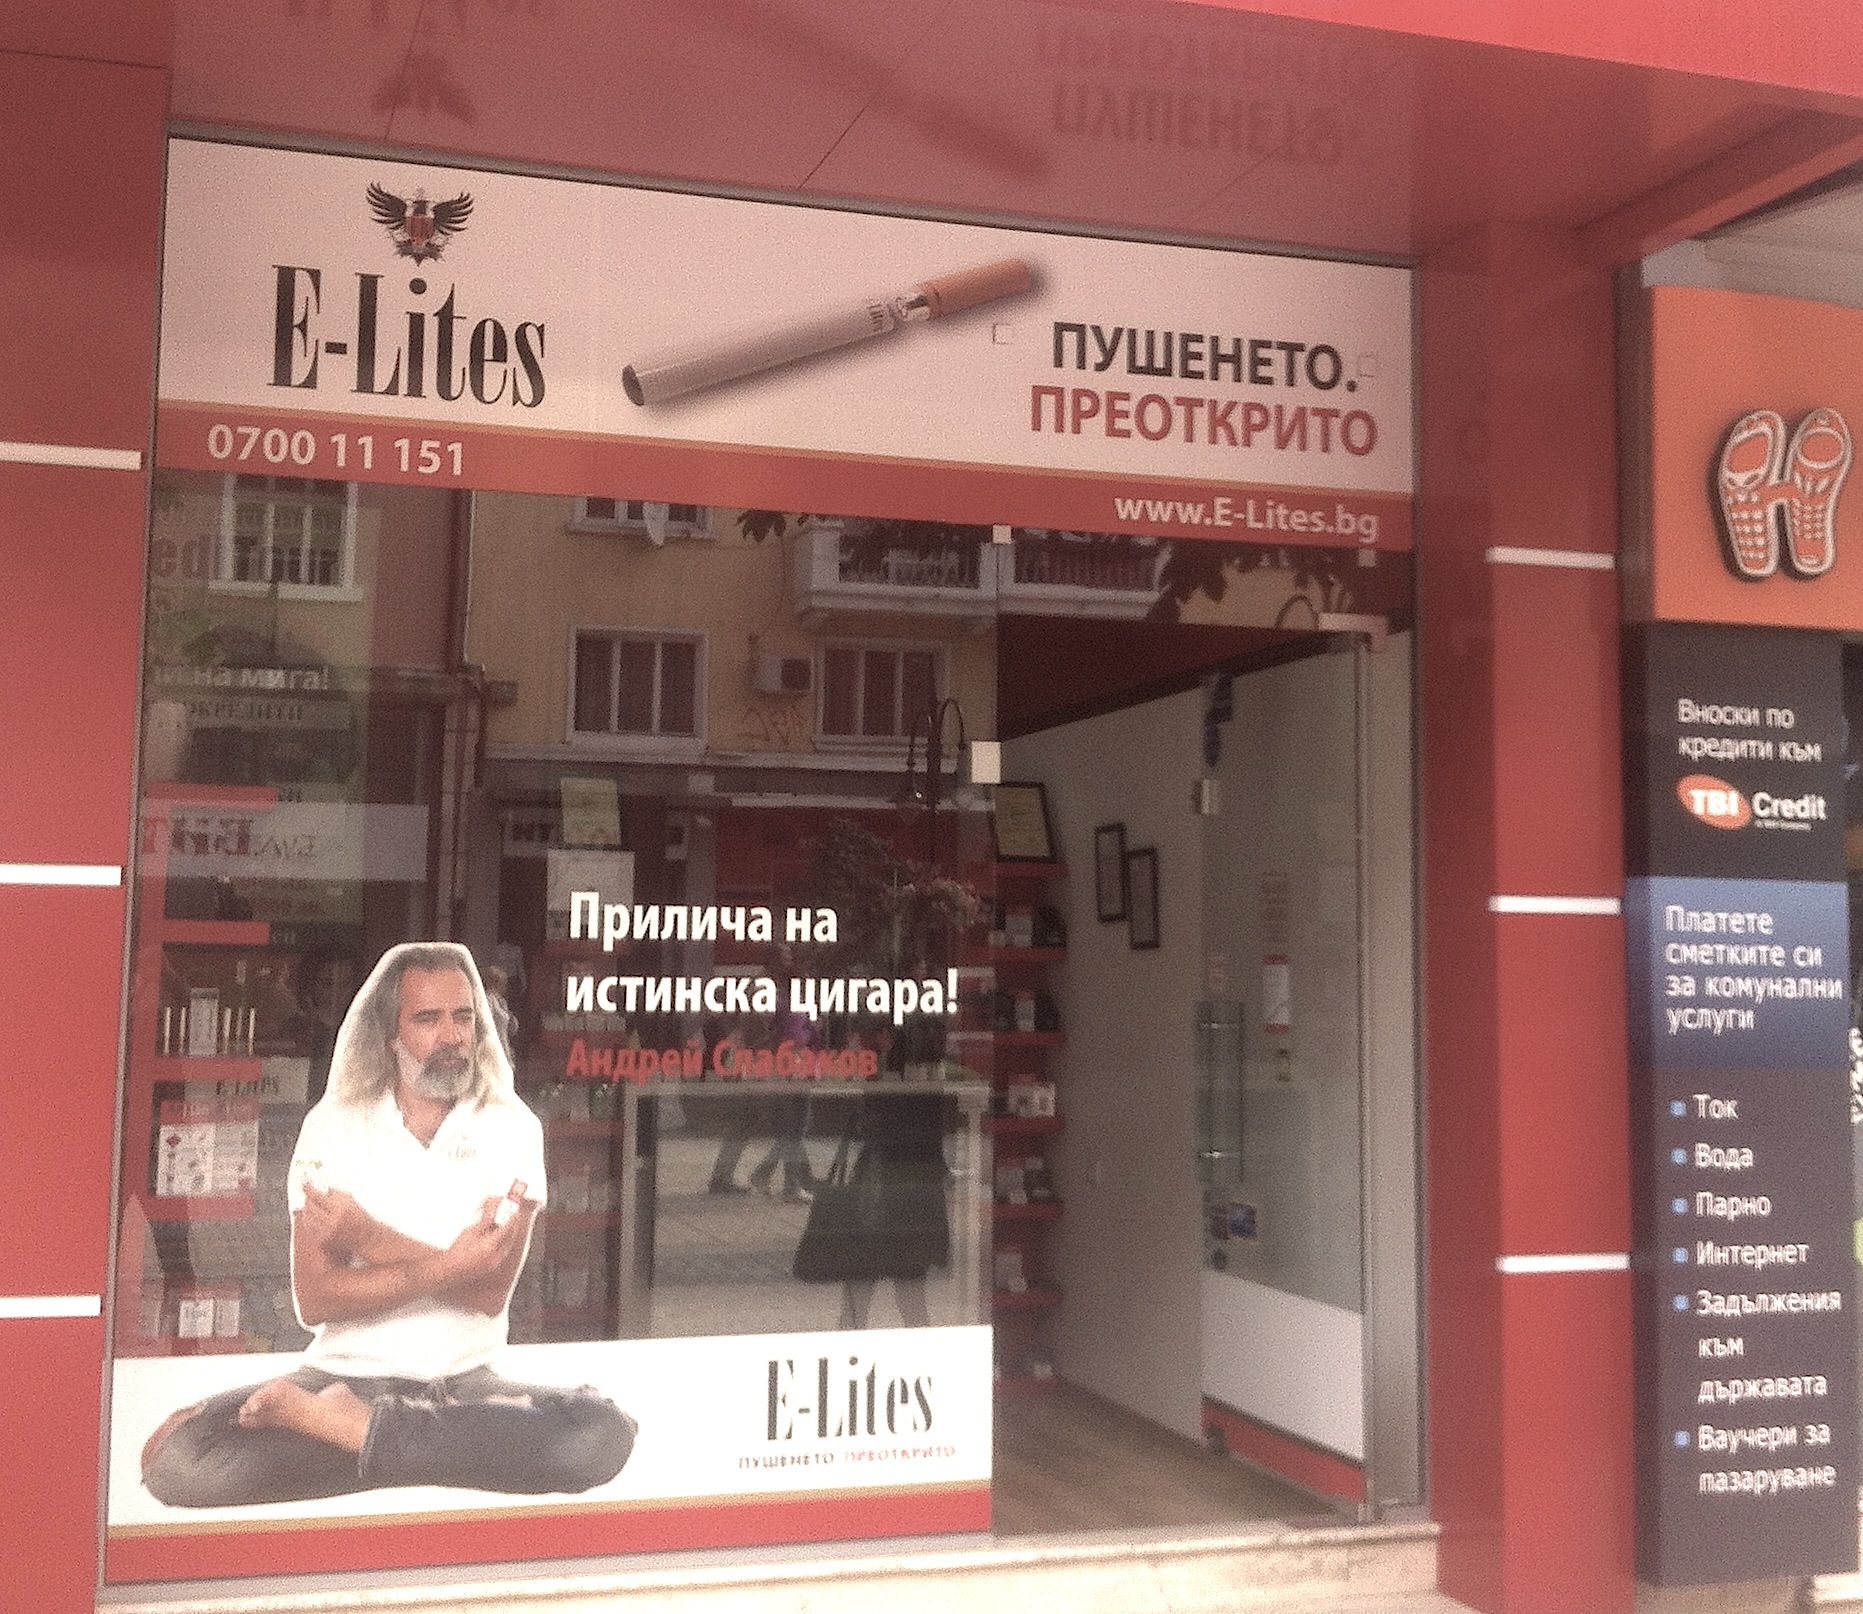 E-Lites
ПУШЕНЕТО.
ПРЕОТКРИТО
0700 11 151
www.E-Lites.bg
на мига!
Прилича на
истинска цигара!
Андрей Слабаков
E-Lites
ПУШЕНЕТО ПРЕОТКРИТО
Вноски по
кредити към
TBI Credit
Платете
сметките си
за комунални
услуги
Ток
Вода
Парно
Интернет
Задължения
към
държавата
Ваучери за
пазаруване